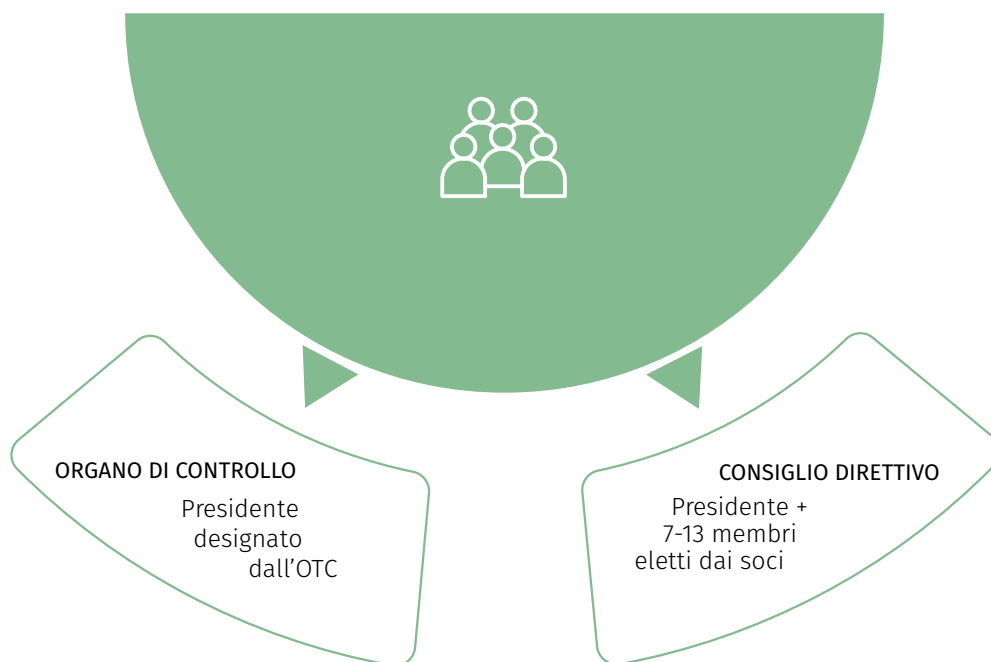 ORGANO DI CONTROLLO
Presidente
designato
dall'OTC
CONSIGLIO DIRETTIVO
Presidente +
7-13 membri
eletti dai soci